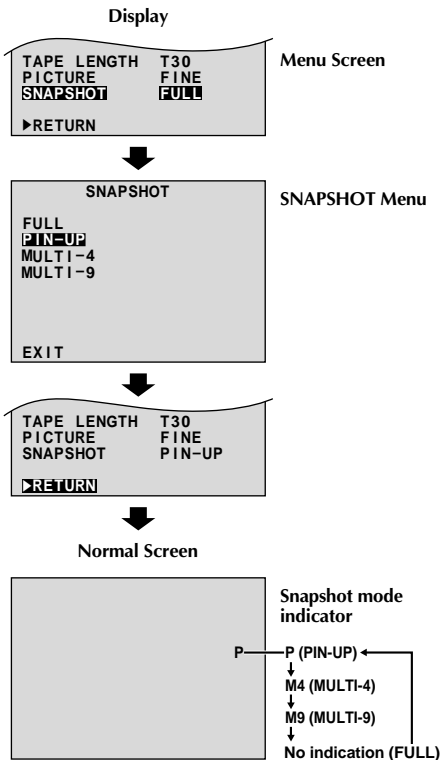 Display
TAPE LENGTH T30
PICTURE FINE
SNAPSHOT FULL
▶RETURN
Menu Screen
SNAPSHOT
FULL
PIN–UP
MULTI–4
MULTI–9
EXIT
SNAPSHOT Menu
TAPE LENGTH T30
PICTURE FINE
SNAPSHOT PIN–UP
▶RETURN
Normal Screen
Snapshot mode
indicator
P P (PIN-UP)
M4 (MULTI-4)
M9 (MULTI-9)
No indication (FULL)